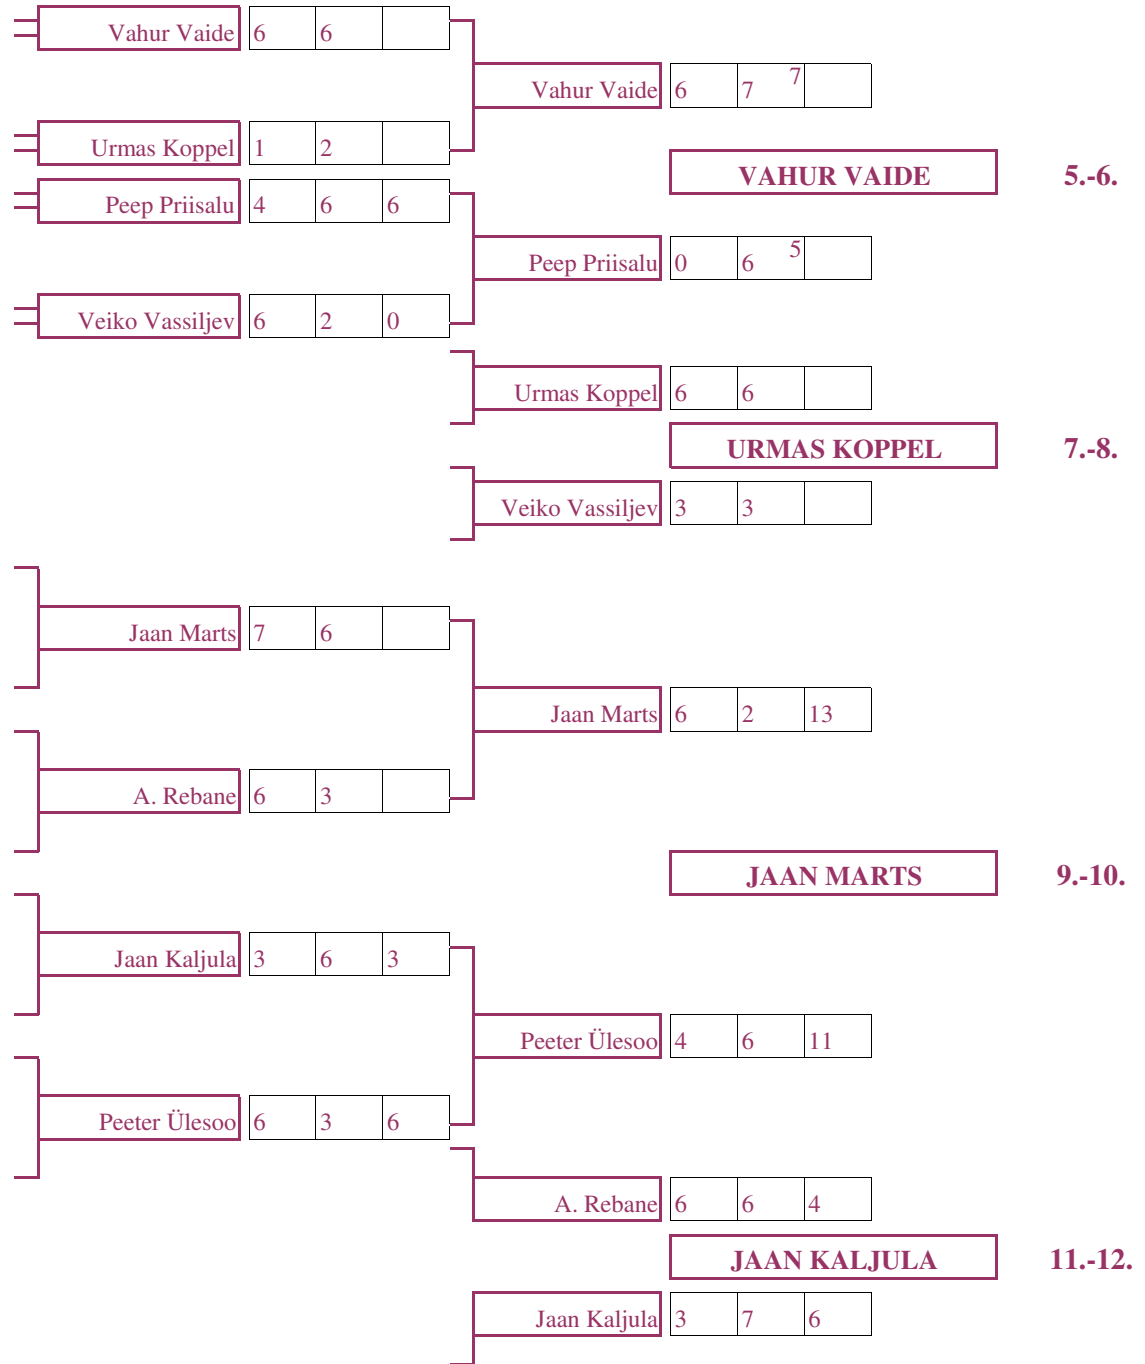 Vahur Vaide 6 6
Vahur Vaide 6 7 7
Urmas Koppel 1 2
VAHUR VAIDE 5.-6.
Peep Priisalu 4 6 6
Peep Priisalu 0 6 5
Veiko Vassiljev 6 2 0
Urmas Koppel 6 6
URMAS KOPPEL 7.-8.
Veiko Vassiljev 3 3
Jaan Marts 7 6
Jaan Marts 6 2 13
A. Rebane 6 3
JAAN MARTS 9.-10.
Jaan Kaljula 3 6 3
Peeter Ülesoo 4 6 11
Peeter Ülesoo 6 3 6
A. Rebane 6 6 4
JAAN KALJULA 11.-12.
Jaan Kaljula 3 7 6